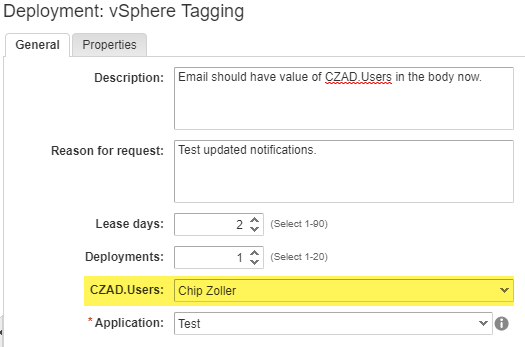 Deployment: vSphere Tagging
General Properties
Description: Email should have value of CZAD.Users in the body now.
Reason for request: Test updated notifications.
Lease days: 2 (Select 1-90)
Deployments: 1 (Select 1-20)
CZAD.Users: Chip Zoller
* Application: Test